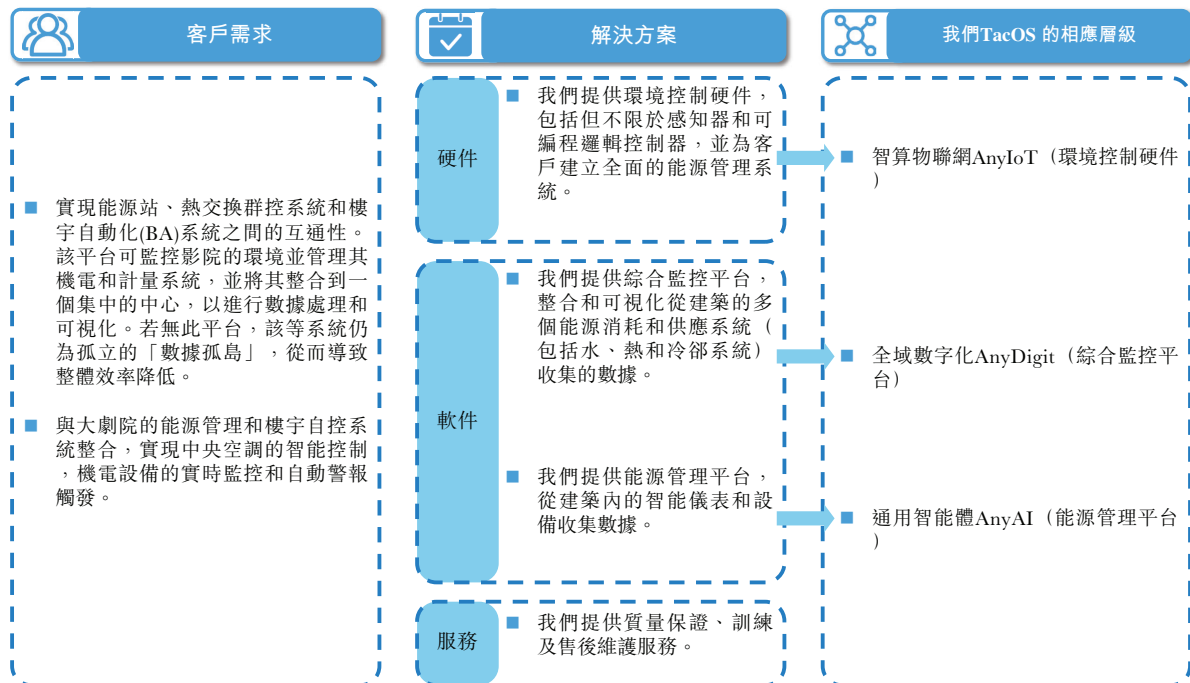 客戶需求
實現能源站、熱交換群控系統和樓
宇自動化(BA)系統之間的互通性。
該平台可監控影院的環境並管理其
機電和計量系統，並將其整合到一
個集中的中心，以進行數據處理和
可視化。若無此平台，該等系統仍
為孤立的「數據孤島」，從而導致
整體效率降低。
與大劇院的能源管理和樓宇自控系
統整合，實現中央空調的智能控制
，機電設備的實時監控和自動警報
觸發。
解決方案
硬件
我們提供環境控制硬件，
包括但不限於感知器和可
編程邏輯控制器，並為客
戶建立全面的能源管理系
統。
軟件
我們提供綜合監控平台，
整合和可視化從建築的多
個能源消耗和供應系統（
包括水、熱和冷卻系統）
收集的數據。
我們提供能源管理平台，
從建築內的智能儀表和設
備收集數據。
服務
我們提供質量保證、訓練
及售後維護服務。
我們TacOS 的相應層級
智算物聯網AnyIoT（環境控制硬件
）
全域數字化AnyDigit（綜合監控平
台）
通用智能體AnyAI（能源管理平台
）